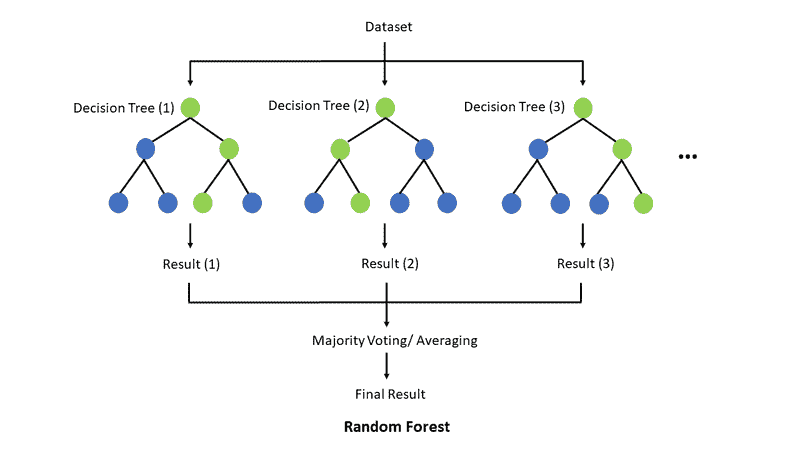 Dataset
Decision Tree (1)
Decision Tree (2)
Decision Tree (3)
...
Result (1)
Result (2)
Result (3)
Majority Voting/ Averaging
Final Result
Random Forest